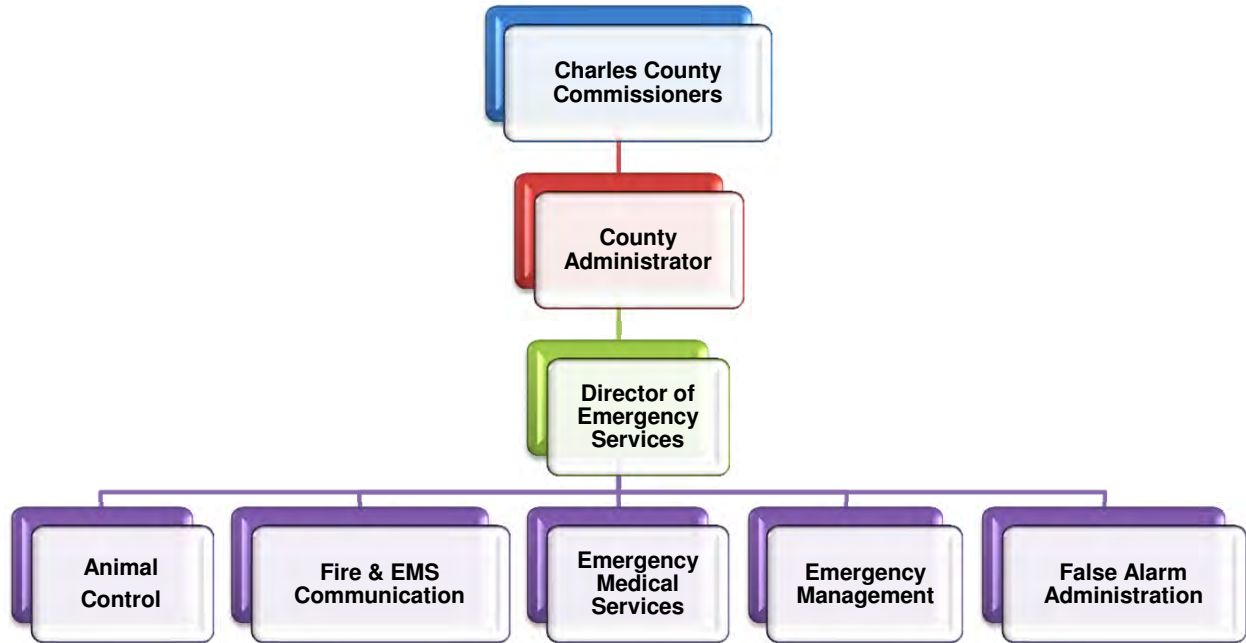 Charles County
Commissioners
County
Administrator
Director of
Emergency
Services
Animal
Control
Fire & EMS
Communication
Emergency
Medical
Services
Emergency
Management
False Alarm
Administration